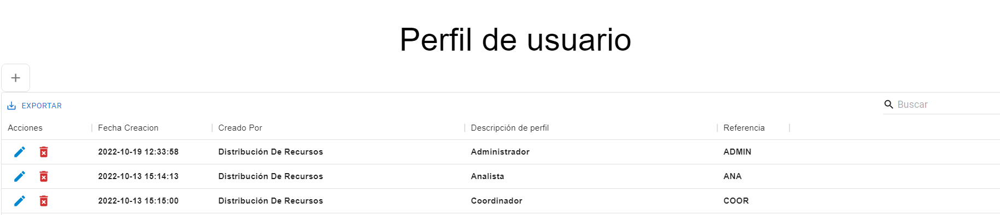 Perfil de usuario
EXPORTAR
Buscar
Acciones Fecha Creacion Creado Por Descripción de perfil Referencia
2022-10-19 12:33:58 Distribución De Recursos Administrador ADMIN
2022-10-13 15:14:13 Distribución De Recursos Analista ANA
2022-10-13 15:15:00 Distribución De Recursos Coordinador COOR